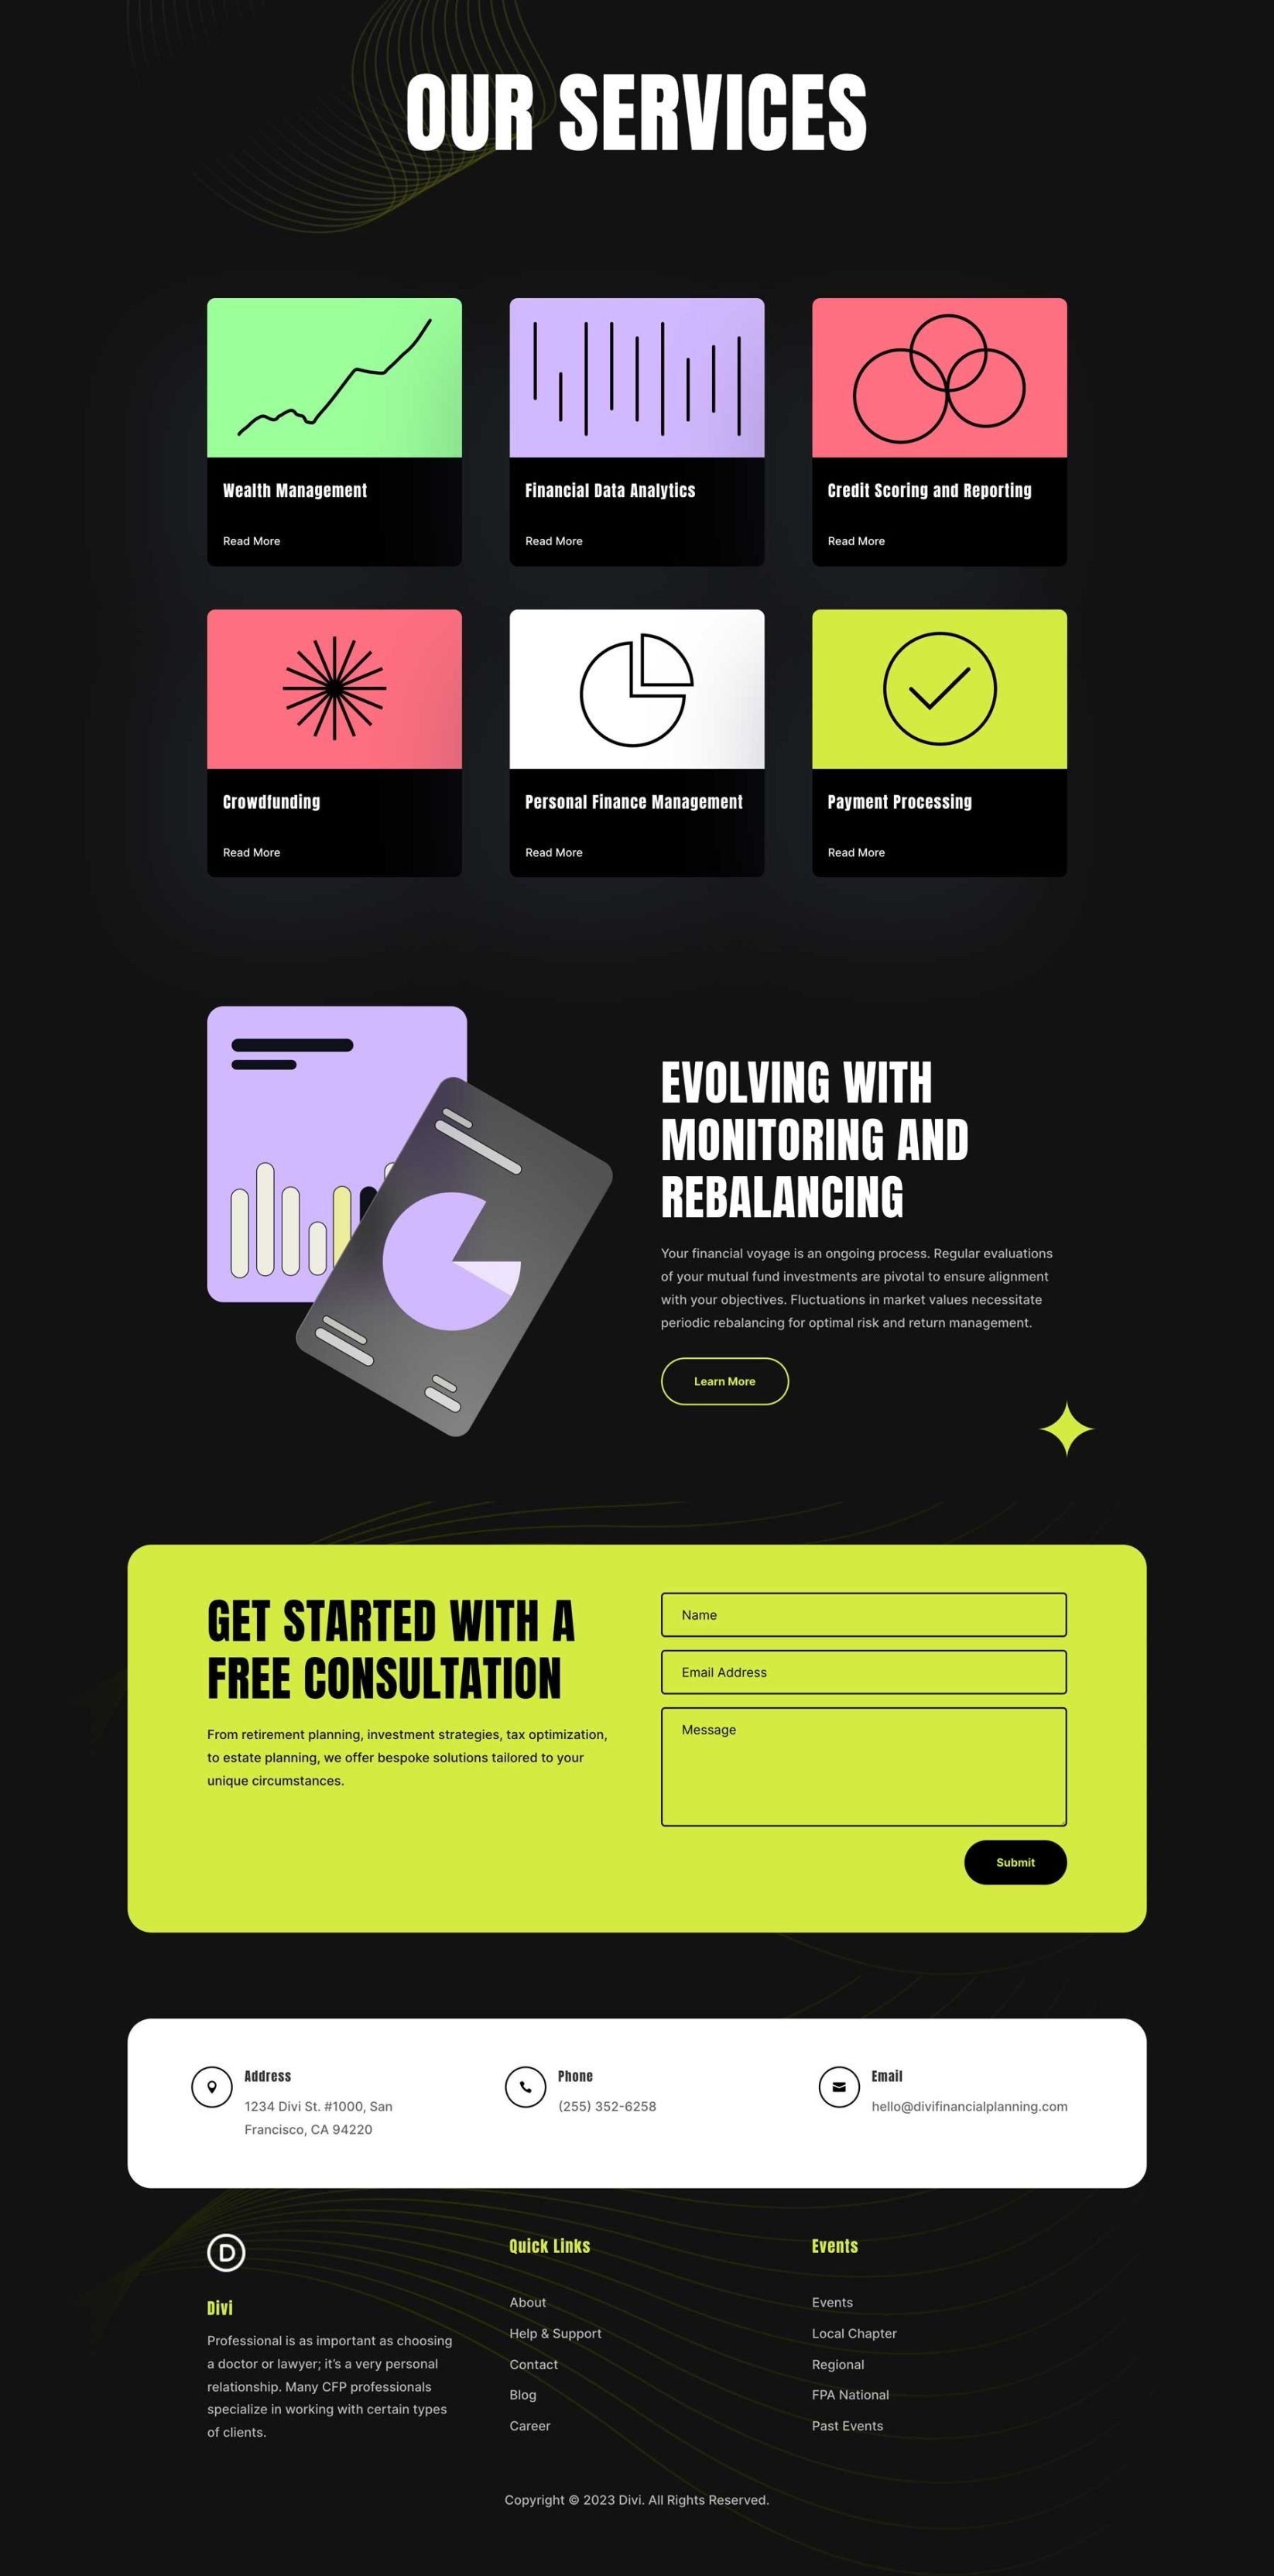 OUR SERVICES
Wealth Management
Read More
Financial Data Analytics
Read More
Credit Scoring and Reporting
Read More
Crowdfunding
Read More
Personal Finance Management
Read More
Payment Processing
Read More
EVOLVING WITH
MONITORING AND
REBALANCING
Your financial voyage is an ongoing process. Regular evaluations
of your mutual fund investments are pivotal to ensure alignment
with your objectives. Fluctuations in market values necessitate
periodic rebalancing for optimal risk and return management.
Learn More
GET STARTED WITH A
FREE CONSULTATION
From retirement planning, investment strategies, tax optimization,
to estate planning, we offer bespoke solutions tailored to your
unique circumstances.
Name
Email Address
Message
Submit
Address
1234 Divi St. #1000, San
Francisco, CA 94220
Phone
(255) 352-6258
Email
hello@divifinancialplanning.com
D
Divi
Professional is as important as choosing
a doctor or lawyer; it’s a very personal
relationship. Many CFP professionals
specialize in working with certain types
of clients.
Quick Links
About
Help & Support
Contact
Blog
Career
Events
Events
Local Chapter
Regional
FPA National
Past Events
Copyright © 2023 Divi. All Rights Reserved.